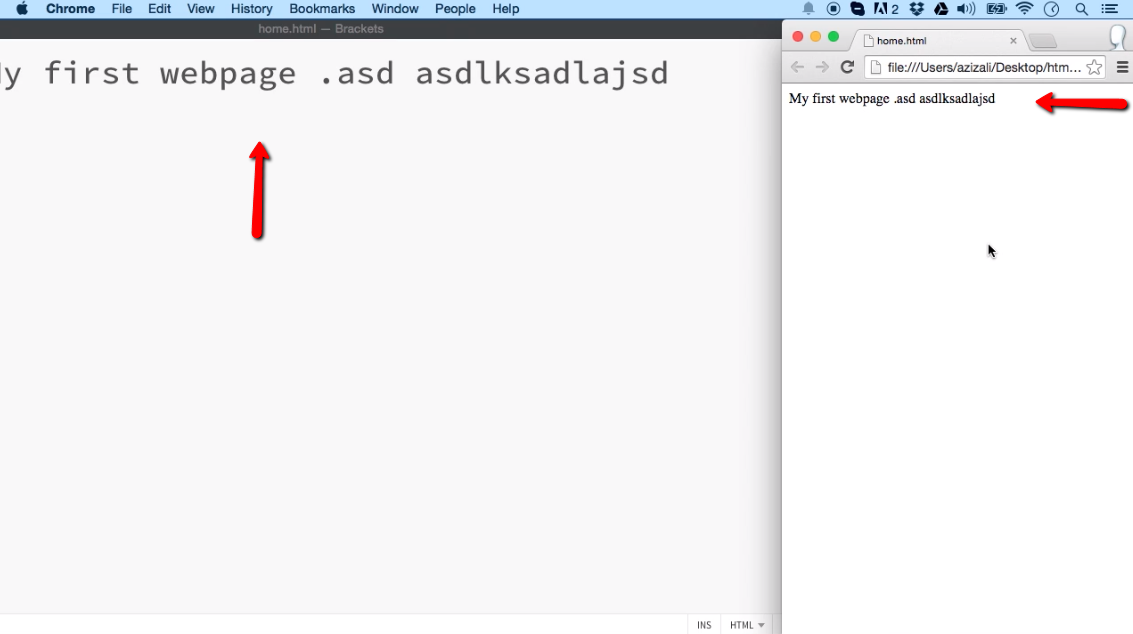 Chrome File Edit View History Bookmarks Window People Help
2
home.html — Brackets
My first webpage .asd asdlksadlajsd
INS HTML
home.html
file:///Users/azizali/Desktop/htm...
My first webpage .asd asdlksadlajsd